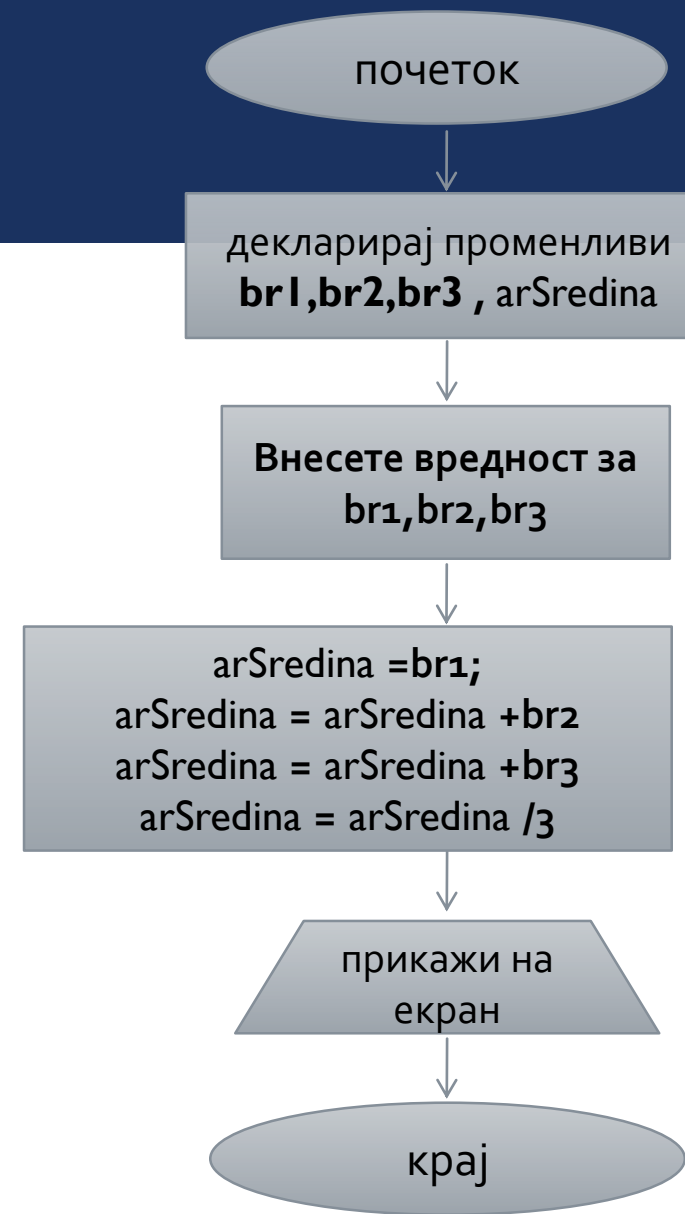 почеток
декларирај променливи
br1,br2,br3 , arSredina
Внесете вредност за
br1,br2,br3
arSredina =br1;
arSredina = arSredina +br2
arSredina = arSredina +br3
arSredina = arSredina /3
прикажи на
екран
крај